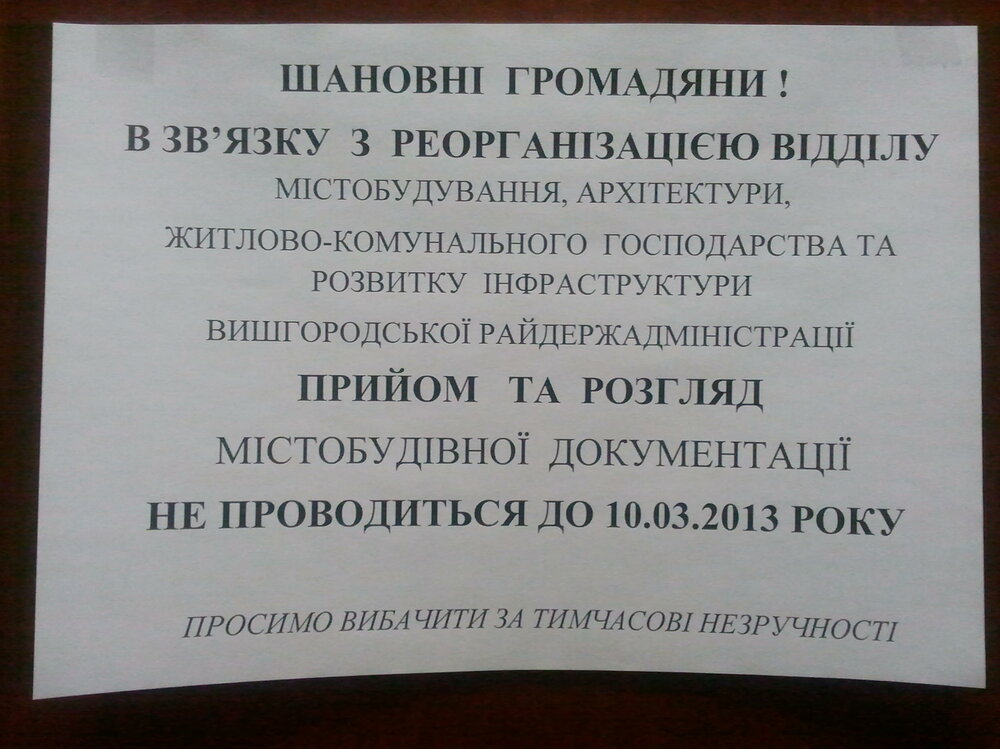 ШАНОВНІ ГРОМАДЯНИ !
В ЗВ’ЯЗКУ З РЕОРГАНІЗАЦІЄЮ ВІДДІЛУ
МІСТОБУДУВАННЯ, АРХІТЕКТУРИ,
ЖИТЛОВО-КОМУНАЛЬНОГО ГОСПОДАРСТВА ТА
РОЗВИТКУ ІНФРАСТРУКТУРИ
ВИШГОРОДСЬКОЇ РАЙДЕРЖАДМІНІСТРАЦІЇ
ПРИЙОМ ТА РОЗГЛЯД
МІСТОБУДІВНОЇ ДОКУМЕНТАЦІЇ
НЕ ПРОВОДИТЬСЯ ДО 10.03.2013 РОКУ
ПРОСИМО ВИБАЧИТИ ЗА ТИМЧАСОВІ НЕЗРУЧНОСТІ